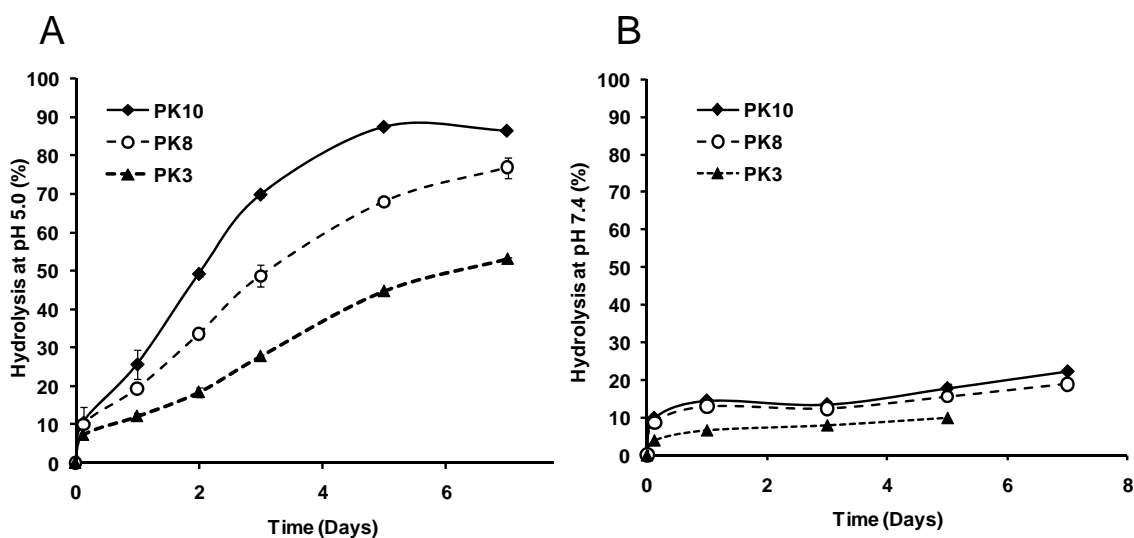 A
Hydrolysis at pH 5.0 (%)
100
90
80
70
60
50
40
30
20
10
0
PK10
PK8
PK3
0 2 4 6
Time (Days)
B
Hydrolysis at pH 7.4 (%)
100
90
80
70
60
50
40
30
20
10
0
PK10
PK8
PK3
0 2 4 6 8
Time (Days)